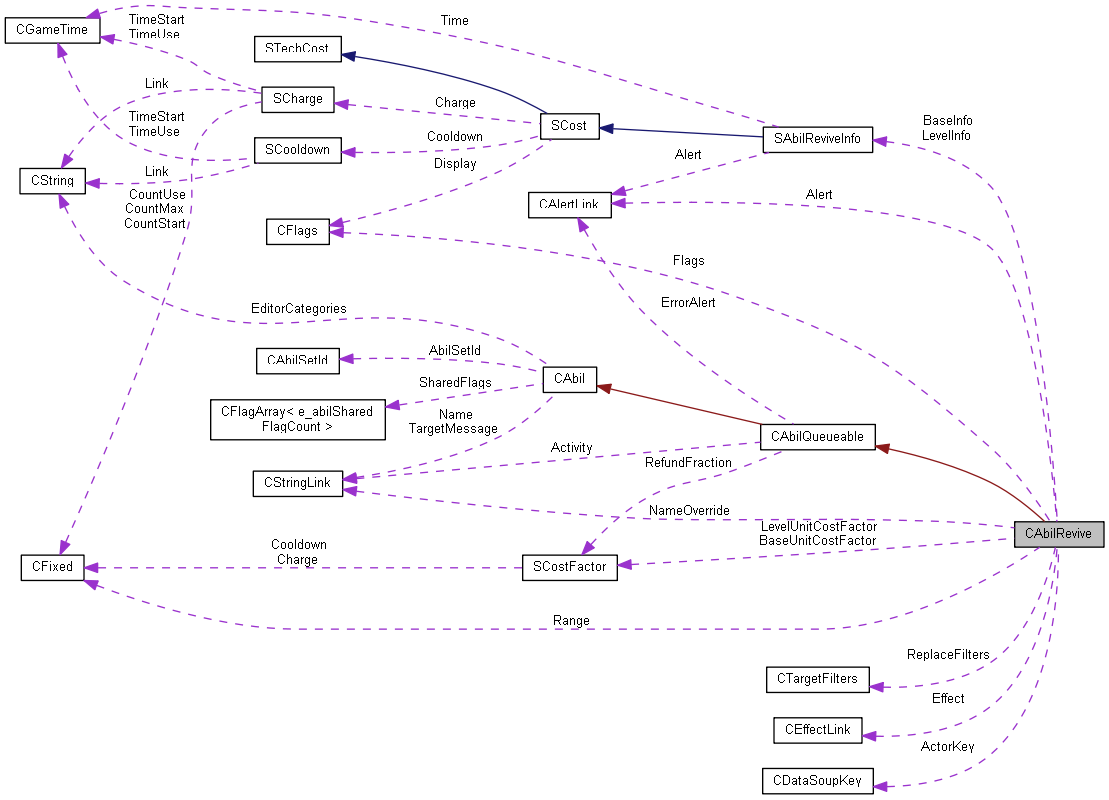 CGameTime
TimeStart
TimeUse
Time
STechCost
Link
SCharge
Charge
SCost
BaseInfo
LevelInfo
TimeStart
TimeUse
Cooldown
SAbilReviveInfo
SCooldown
Display
Alert
Link
CString
CountUse
CountMax
CountStart
Alert
CAlertLink
CFlags
Flags
ErrorAlert
EditorCategories
CAbilSetId
AbilSetId
CAbil
SharedFlags
CFlagArray< e_abilShared
FlagCount >
Name
TargetMessage
CAbilQueueable
Activity
RefundFraction
CStringLink
NameOverride
LevelUnitCostFactor
BaseUnitCostFactor
CAbilRevive
Cooldown
Charge
CFixed
SCostFactor
Range
ReplaceFilters
CTargetFilters
Effect
CEffectLink
ActorKey
CDataSoupKey